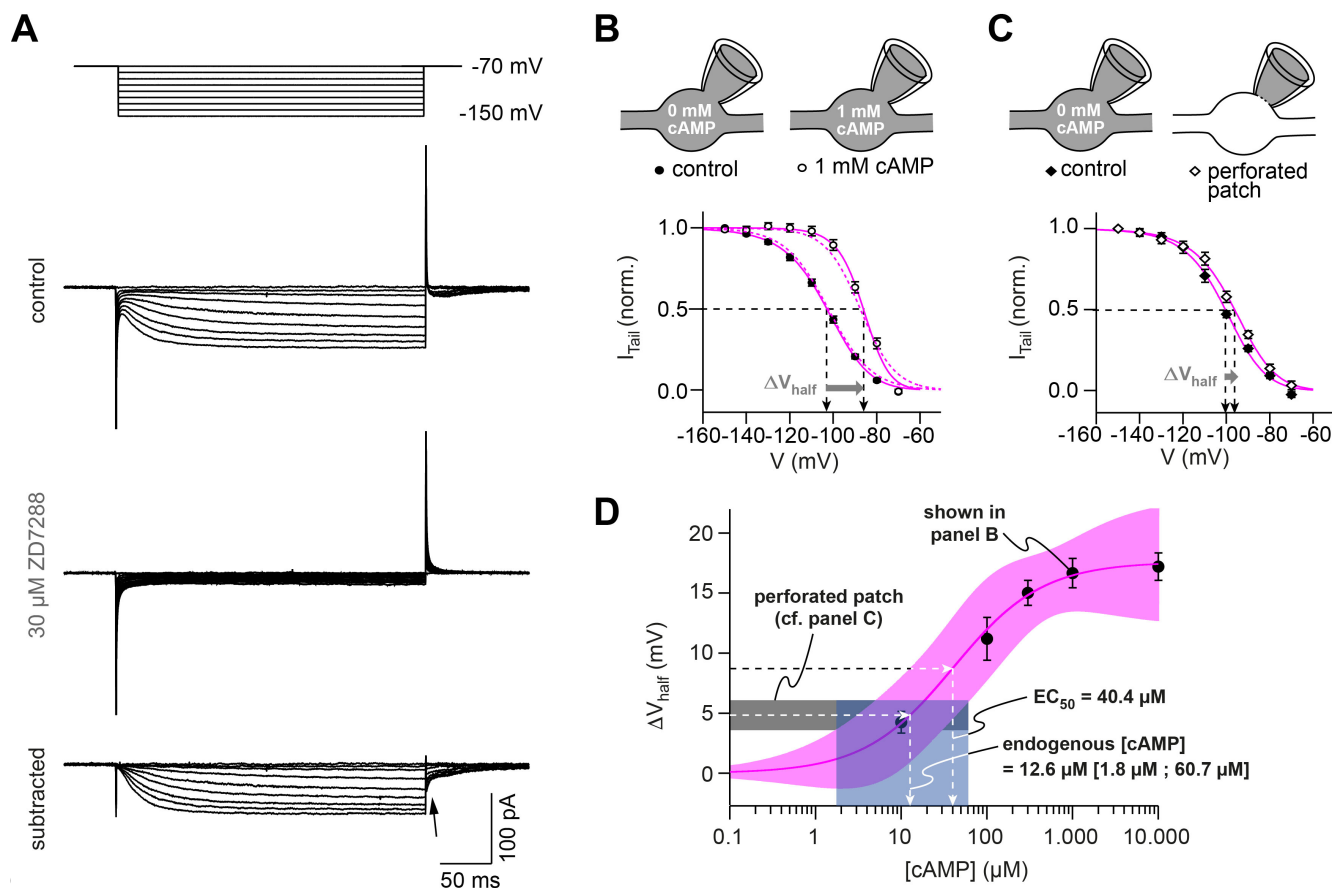 A
-70 mV
-150 mV
control
30 µM ZD7288
subtracted
100 pA
50 ms
B
0 mM
cAMP
1 mM
cAMP
control
1 mM cAMP
1.0
0.5
0.0
I_Tail (norm.)
ΔV_half
-160 -140 -120 -100 -80 -60
V (mV)
C
0 mM
cAMP
control
perforated
patch
1.0
0.5
0.0
I_Tail (norm.)
ΔV_half
-160 -140 -120 -100 -80 -60
V (mV)
D
shown in
panel B
perforated patch
(cf. panel C)
EC50 = 40.4 µM
endogenous [cAMP]
= 12.6 µM [1.8 µM ; 60.7 µM]
20
15
10
5
0
ΔV_half (mV)
0.1 1 10 100 1.000 10.000
[cAMP] (µM)